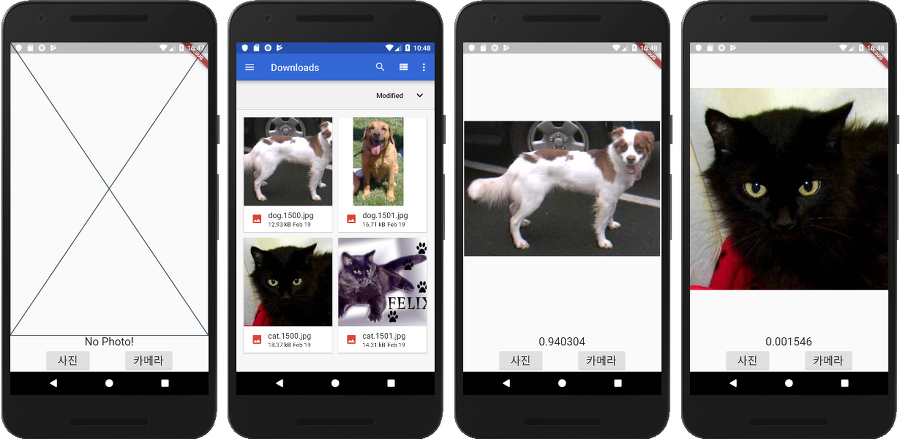 10:47
No Photo!
사진 카메라
10:48
Downloads
Modified
dog.1500.jpg
12.93 kB Feb 19
dog.1501.jpg
16.71 kB Feb 19
FELIX
cat.1500.jpg
18.37 kB Feb 19
cat.1501.jpg
14.21 kB Feb 19
10:48
0.940304
사진 카메라
10:48
0.001546
사진 카메라